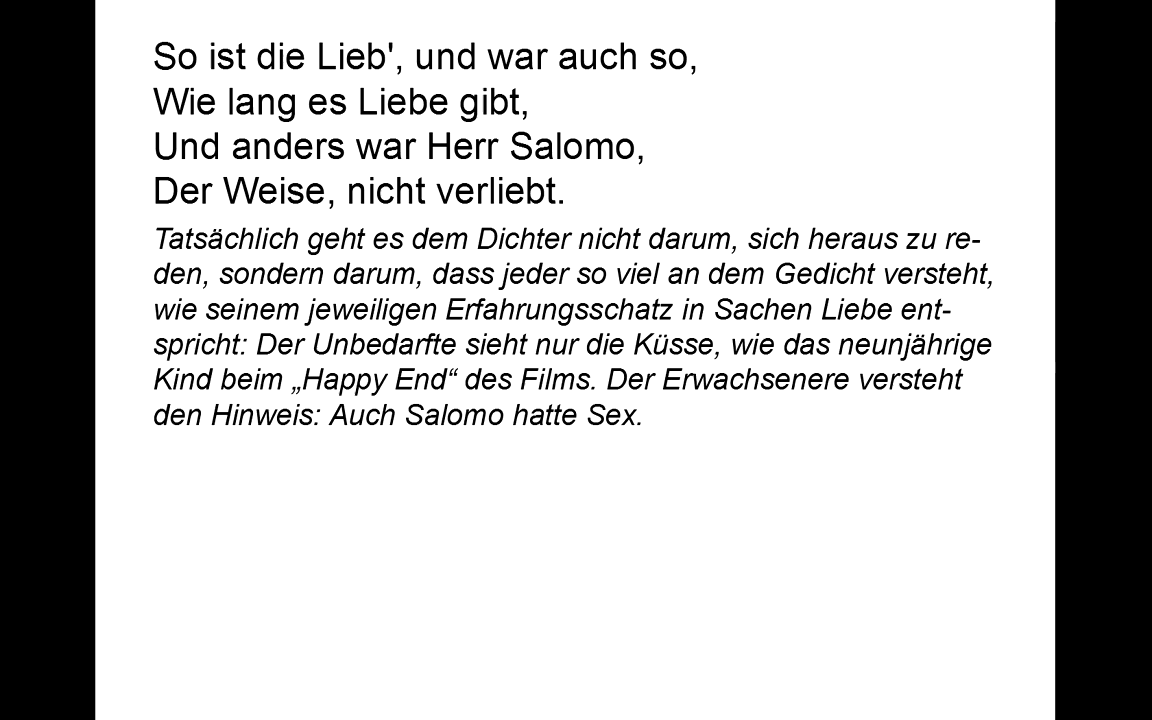 So ist die Lieb', und war auch so,
Wie lang es Liebe gibt,
Und anders war Herr Salomo,
Der Weise, nicht verliebt.
Tatsächlich geht es dem Dichter nicht darum, sich heraus zu re-
den, sondern darum, dass jeder so viel an dem Gedicht versteht,
wie seinem jeweiligen Erfahrungsschatz in Sachen Liebe ent-
spricht: Der Unbedarfte sieht nur die Küsse, wie das neunjährige
Kind beim „Happy End“ des Films. Der Erwachsenere versteht
den Hinweis: Auch Salomo hatte Sex.